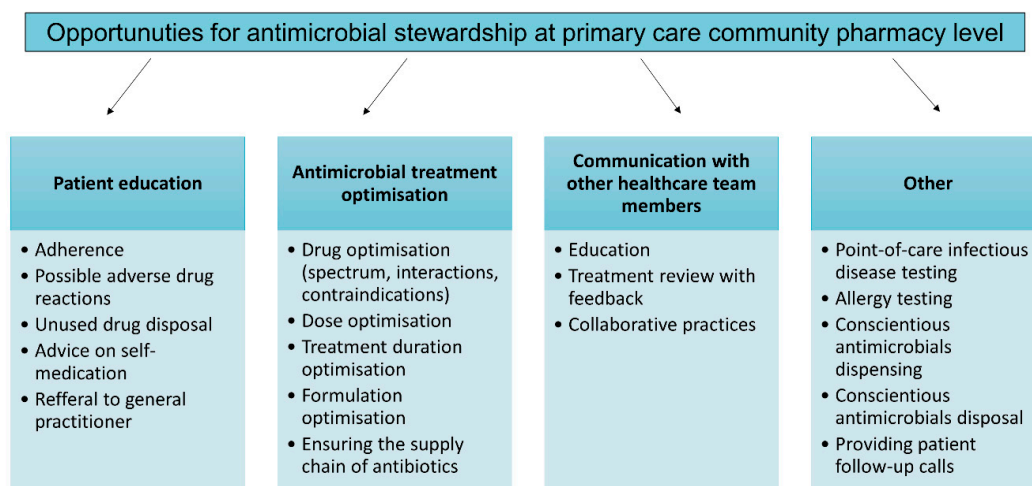 Opportunuties for antimicrobial stewardship at primary care community pharmacy level
Patient education
• Adherence
• Possible adverse drug
reactions
• Unused drug disposal
• Advice on self-
medication
• Refferal to general
practitioner
Antimicrobial treatment
optimisation
• Drug optimisation
(spectrum, interactions,
contraindications)
• Dose optimisation
• Treatment duration
optimisation
• Formulation
optimisation
• Ensuring the supply
chain of antibiotics
Communication with
other healthcare team
members
• Education
• Treatment review with
feedback
• Collaborative practices
Other
• Point-of-care infectious
disease testing
• Allergy testing
• Conscientious
antimicrobials
dispensing
• Conscientious
antimicrobials disposal
• Providing patient
follow-up calls